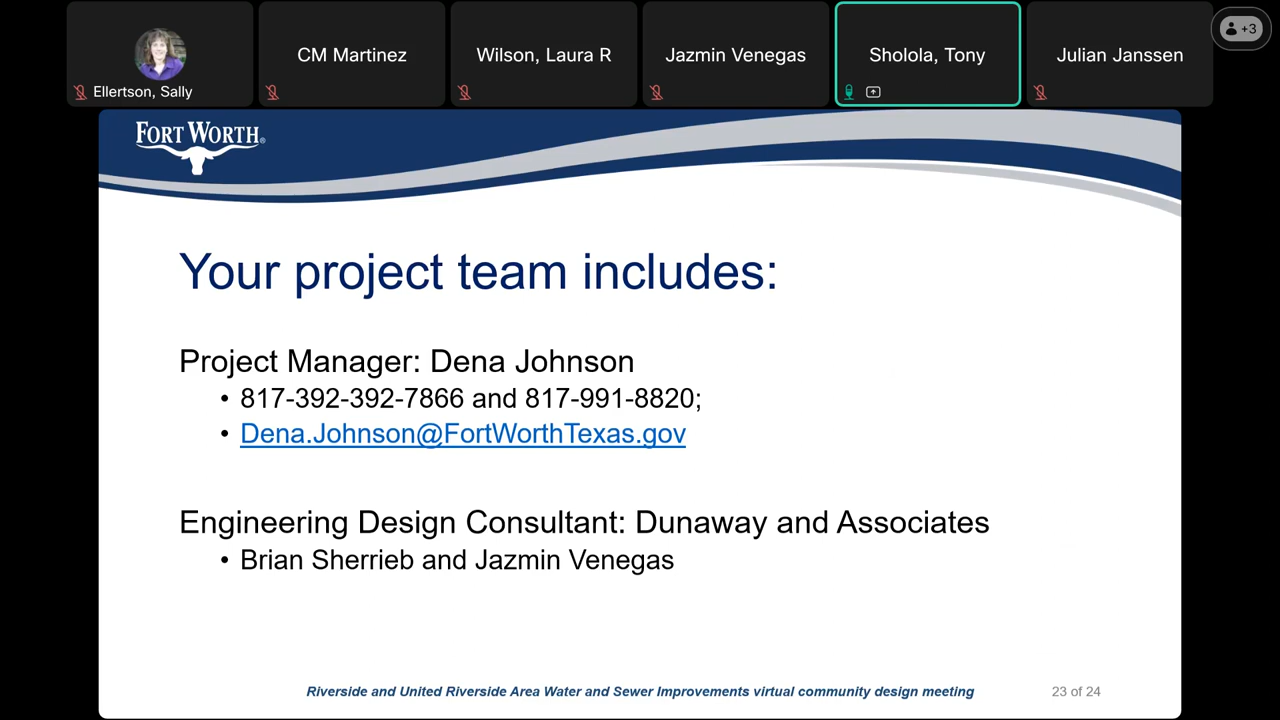 Ellertson, Sally
CM Martinez
Wilson, Laura R
Jazmin Venegas
Sholola, Tony
Julian Janssen
+3
FORT WORTH®
Your project team includes:
Project Manager: Dena Johnson
• 817-392-392-7866 and 817-991-8820;
• Dena.Johnson@FortWorthTexas.gov
Engineering Design Consultant: Dunaway and Associates
• Brian Sherrieb and Jazmin Venegas
Riverside and United Riverside Area Water and Sewer Improvements virtual community design meeting
23 of 24